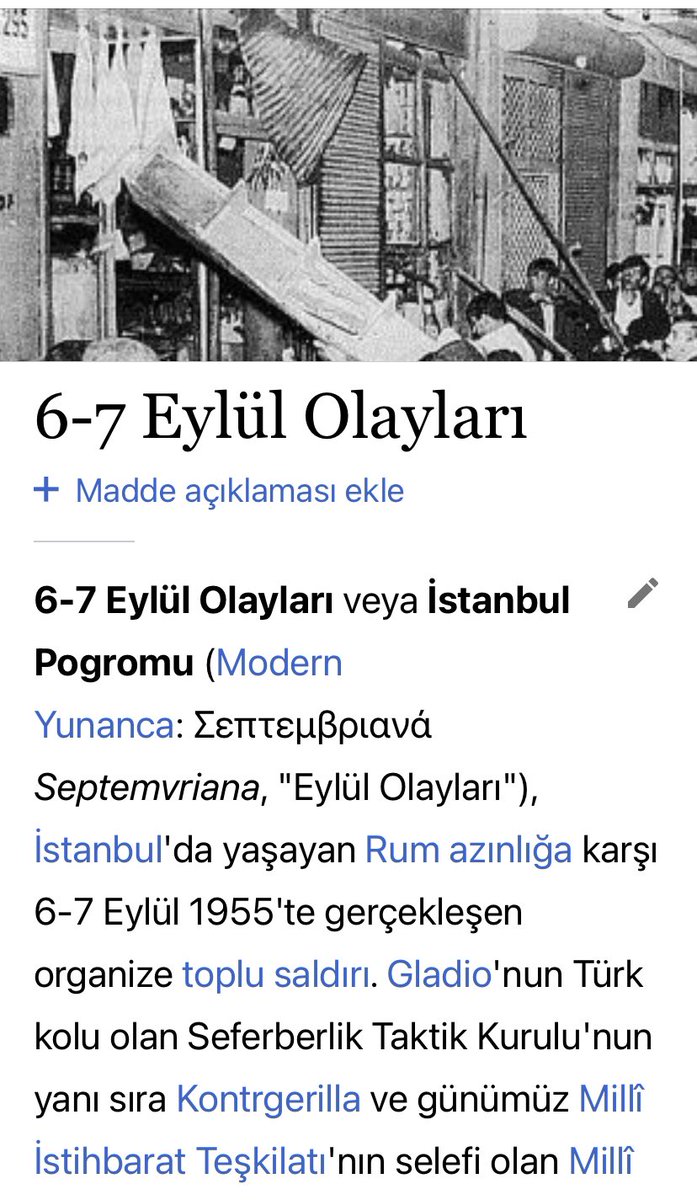 255
6-7 Eylül Olayları
+ Madde açıklaması ekle
6-7 Eylül Olayları veya İstanbul
Pogromu (Modern
Yunanca: Σεπτεμβριανά
Septemvriana, "Eylül Olayları"),
İstanbul'da yaşayan Rum azınlığa karşı
6-7 Eylül 1955'te gerçekleşen
organize toplu saldırı. Gladio'nun Türk
kolu olan Seferberlik Taktik Kurulu'nun
yanı sıra Kontrgerilla ve günümüz Millî
İstihbarat Teşkilatı'nın selefi olan Millî